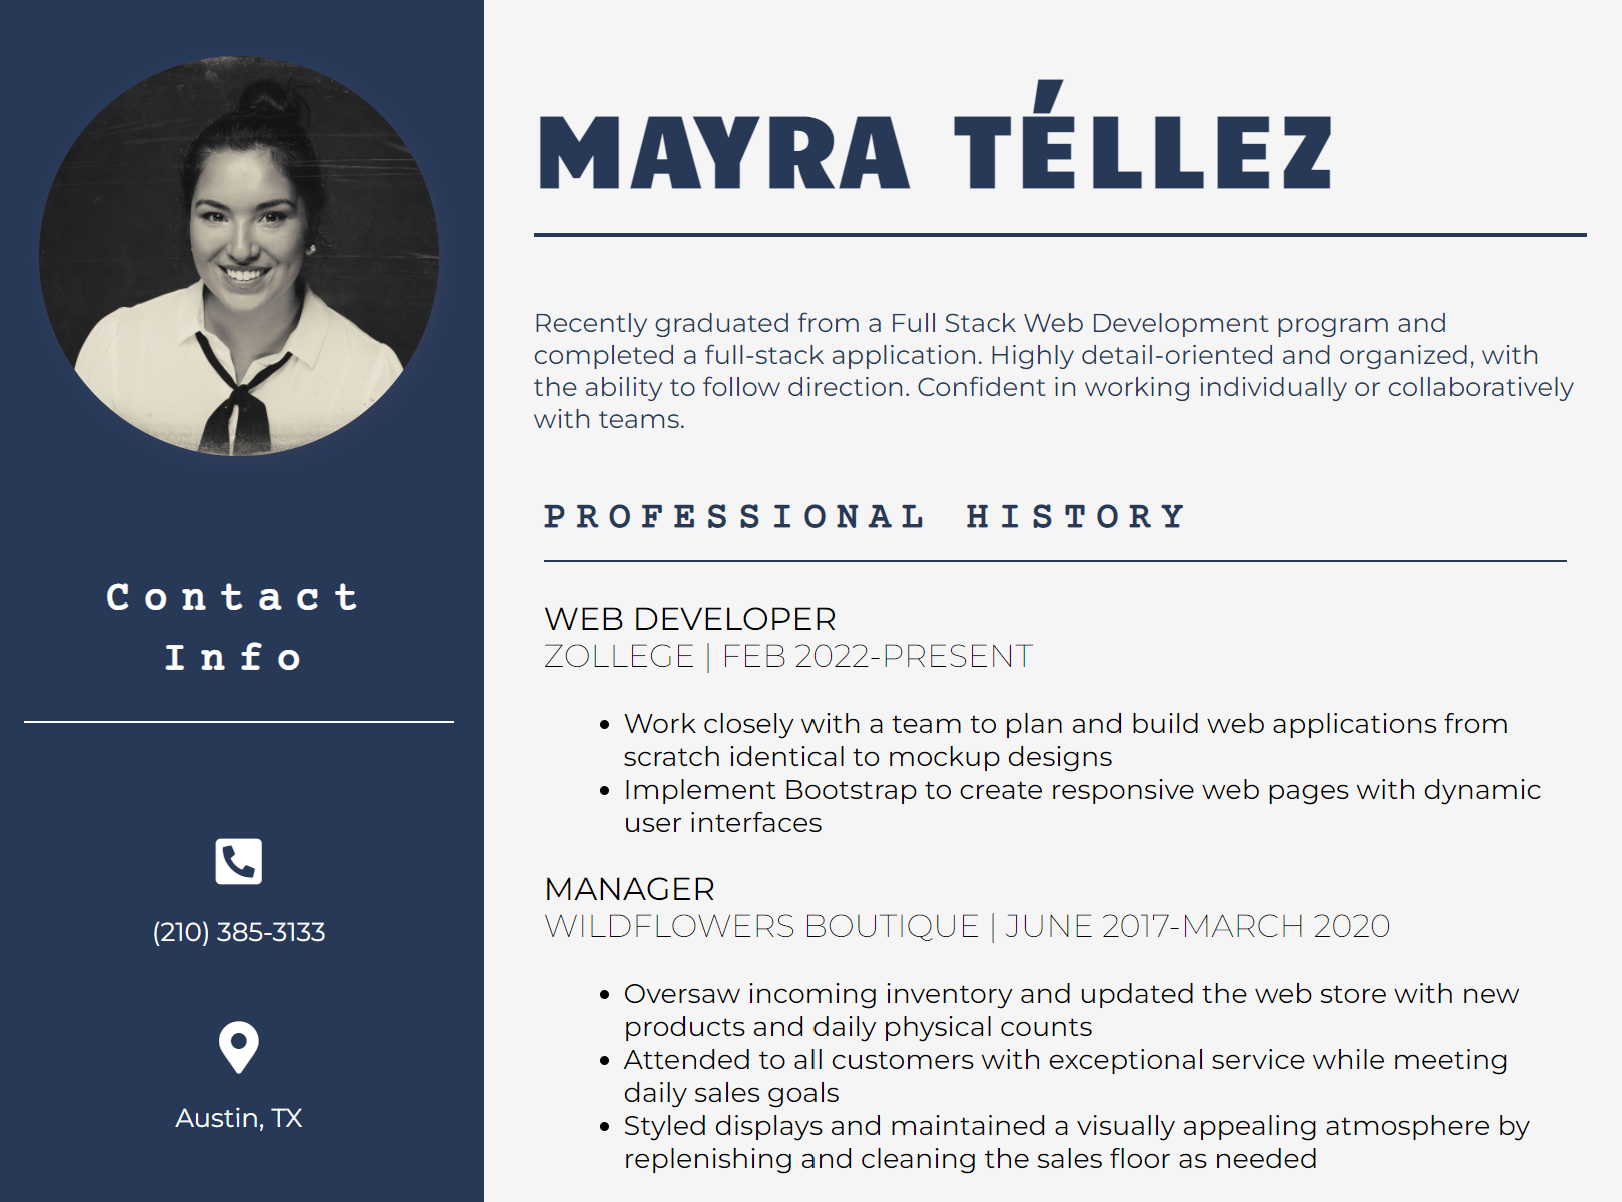 MAYRA TÉLLEZ
Recently graduated from a Full Stack Web Development program and
completed a full-stack application. Highly detail-oriented and organized, with
the ability to follow direction. Confident in working individually or collaboratively
with teams.
PROFESSIONAL HISTORY
WEB DEVELOPER
ZOLLEGE | FEB 2022-PRESENT
• Work closely with a team to plan and build web applications from
scratch identical to mockup designs
• Implement Bootstrap to create responsive web pages with dynamic
user interfaces
MANAGER
WILDFLOWERS BOUTIQUE | JUNE 2017-MARCH 2020
• Oversaw incoming inventory and updated the web store with new
products and daily physical counts
• Attended to all customers with exceptional service while meeting
daily sales goals
• Styled displays and maintained a visually appealing atmosphere by
replenishing and cleaning the sales floor as needed
Contact
Info
(210) 385-3133
Austin, TX